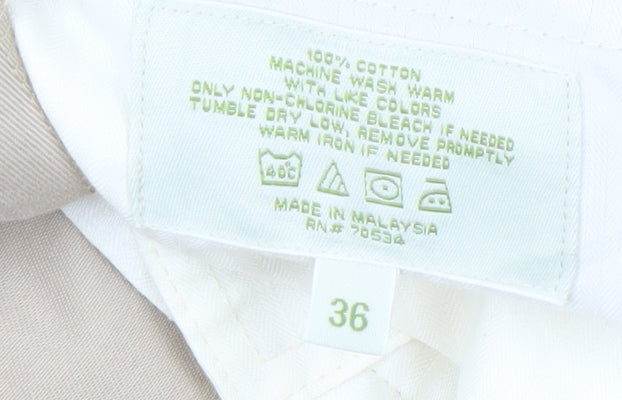 100% COTTON
MACHINE WASH WARM
WITH LIKE COLORS
ONLY NON-CHLORINE BLEACH IF NEEDED
TUMBLE DRY LOW, REMOVE PROMPTLY
WARM IRON IF NEEDED
40°C
MADE IN MALAYSIA
RN# 70534
36